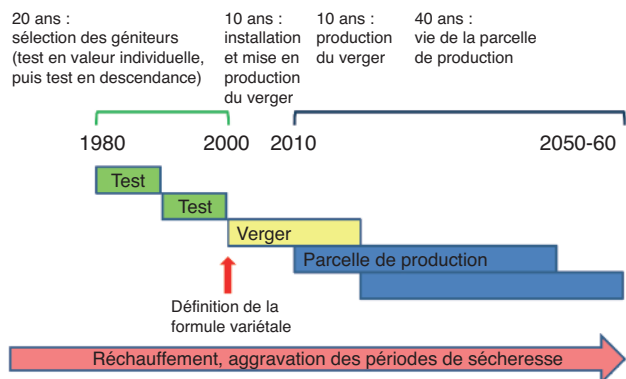 20 ans :
sélection des géniteurs
(test en valeur individuelle,
puis test en descendance)
10 ans :
installation
et mise en
production
du verger
10 ans :
production
du verger
40 ans :
vie de la parcelle
de production
1980
2000
2010
2050-60
Test
Test
Verger
Parcelle de production
Définition de la
formule variétale
Réchauffement, aggravation des périodes de sécheresse